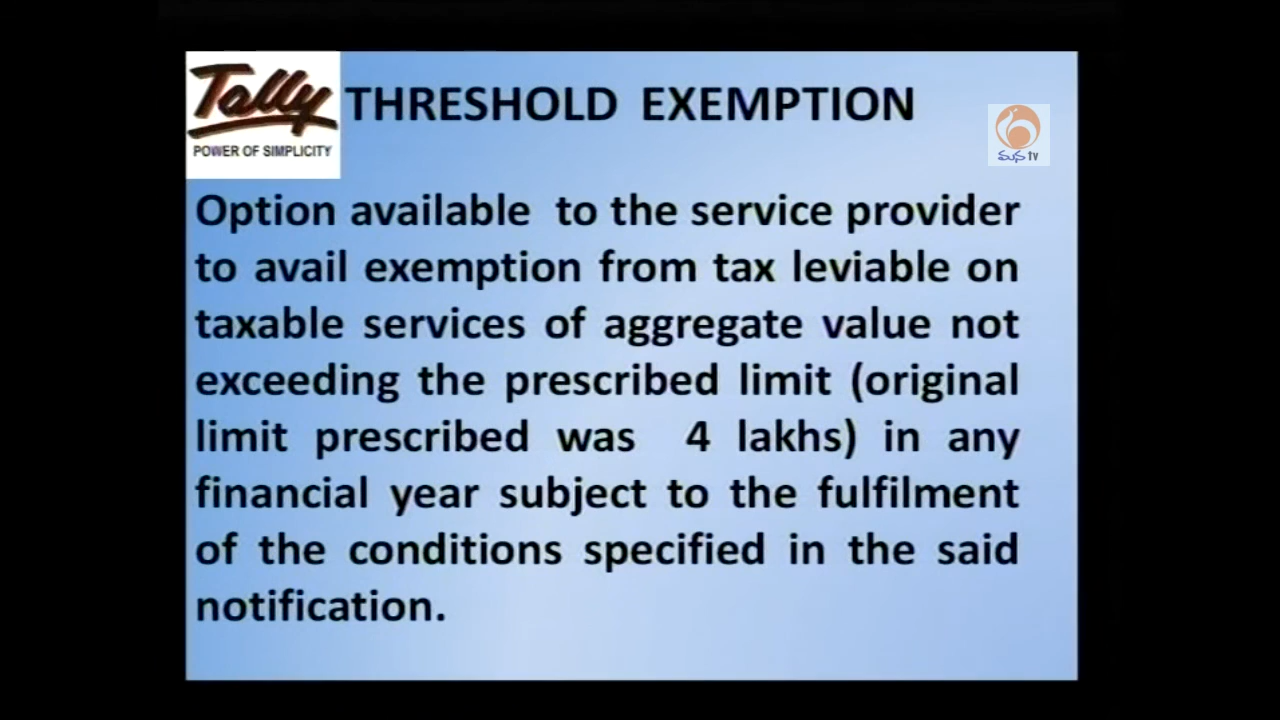 Tally
POWER OF SIMPLICITY
THRESHOLD EXEMPTION
మన tv
Option available to the service provider
to avail exemption from tax leviable on
taxable services of aggregate value not
exceeding the prescribed limit (original
limit prescribed was 4 lakhs) in any
financial year subject to the fulfilment
of the conditions specified in the said
notification.